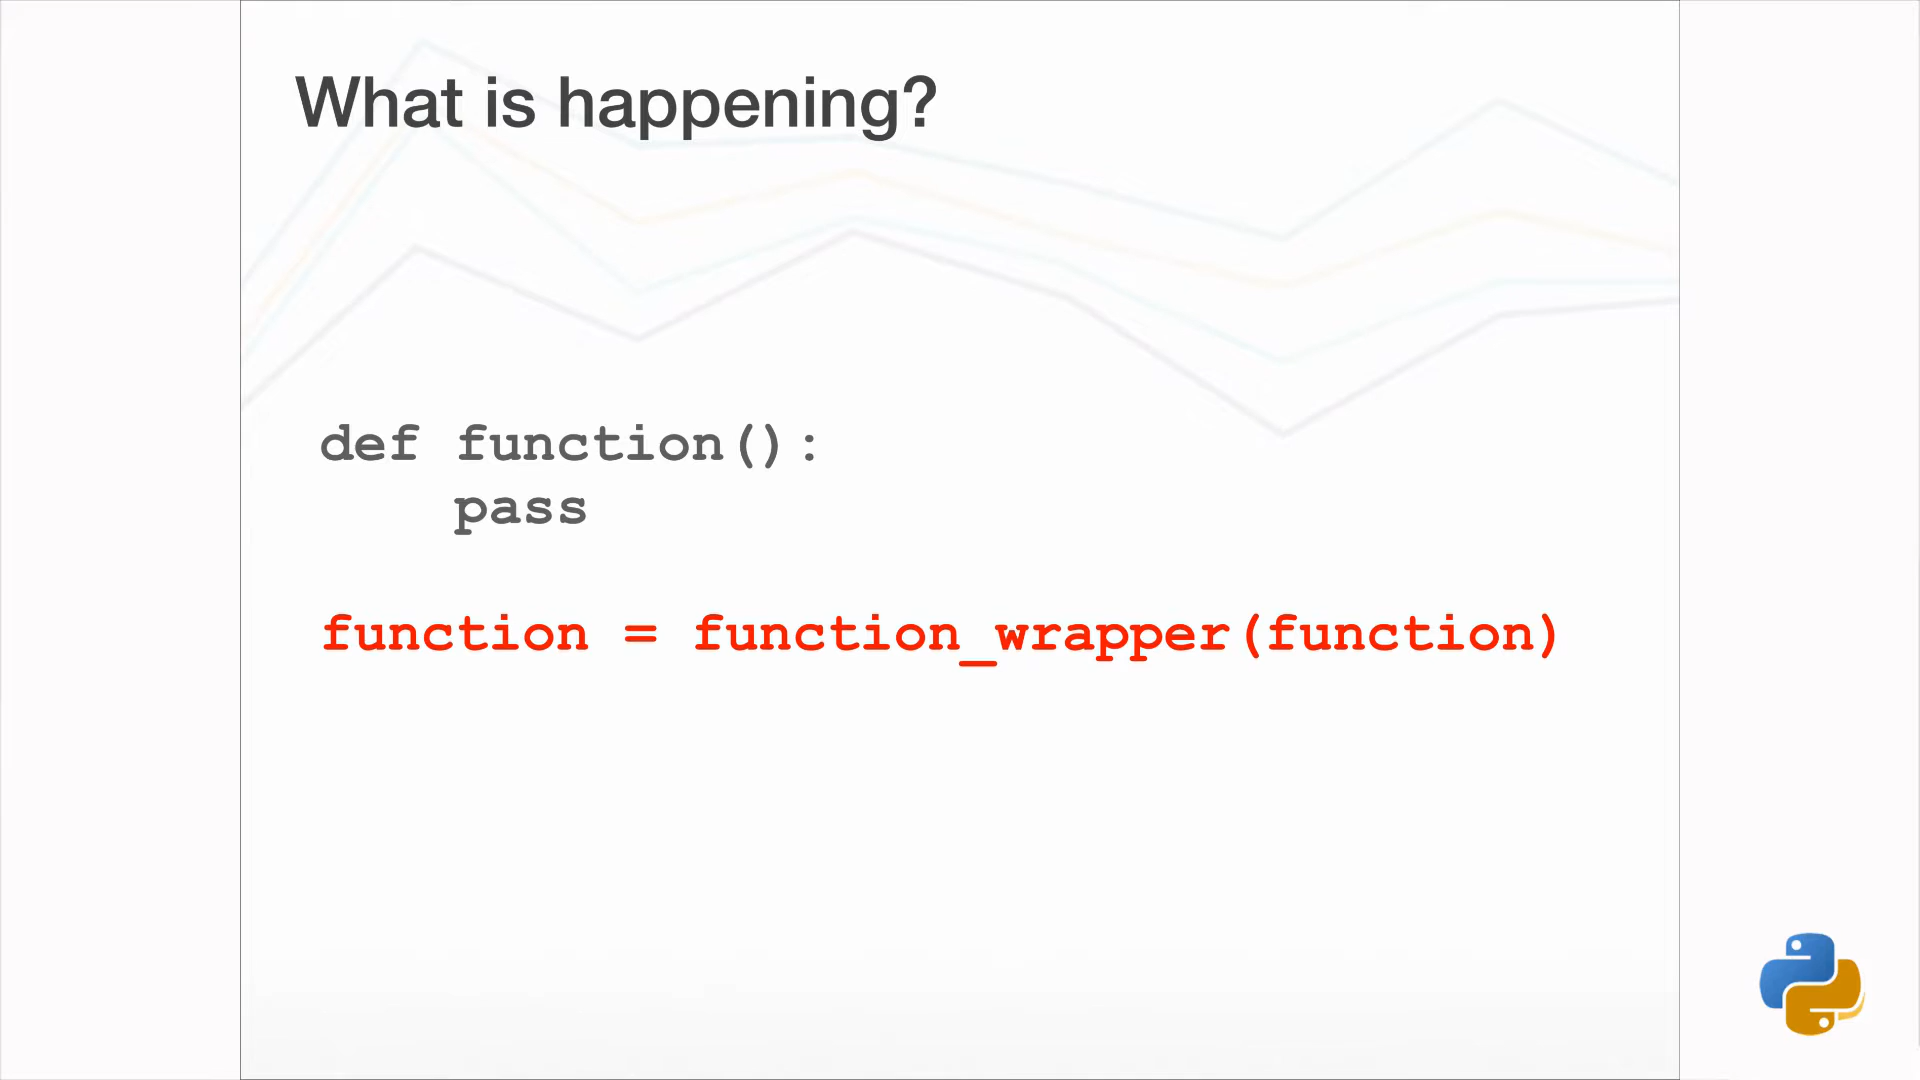 What is happening?
def function():
    pass
function = function_wrapper(function)